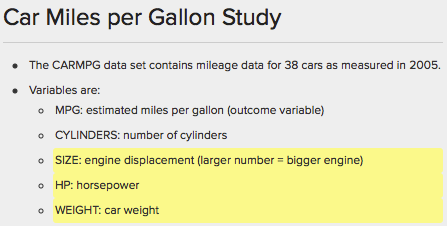 Car Miles per Gallon Study
The CARMPG data set contains mileage data for 38 cars as measured in 2005.
Variables are:
MPG: estimated miles per gallon (outcome variable)
CYLINDERS: number of cylinders
SIZE: engine displacement (larger number = bigger engine)
HP: horsepower
WEIGHT: car weight